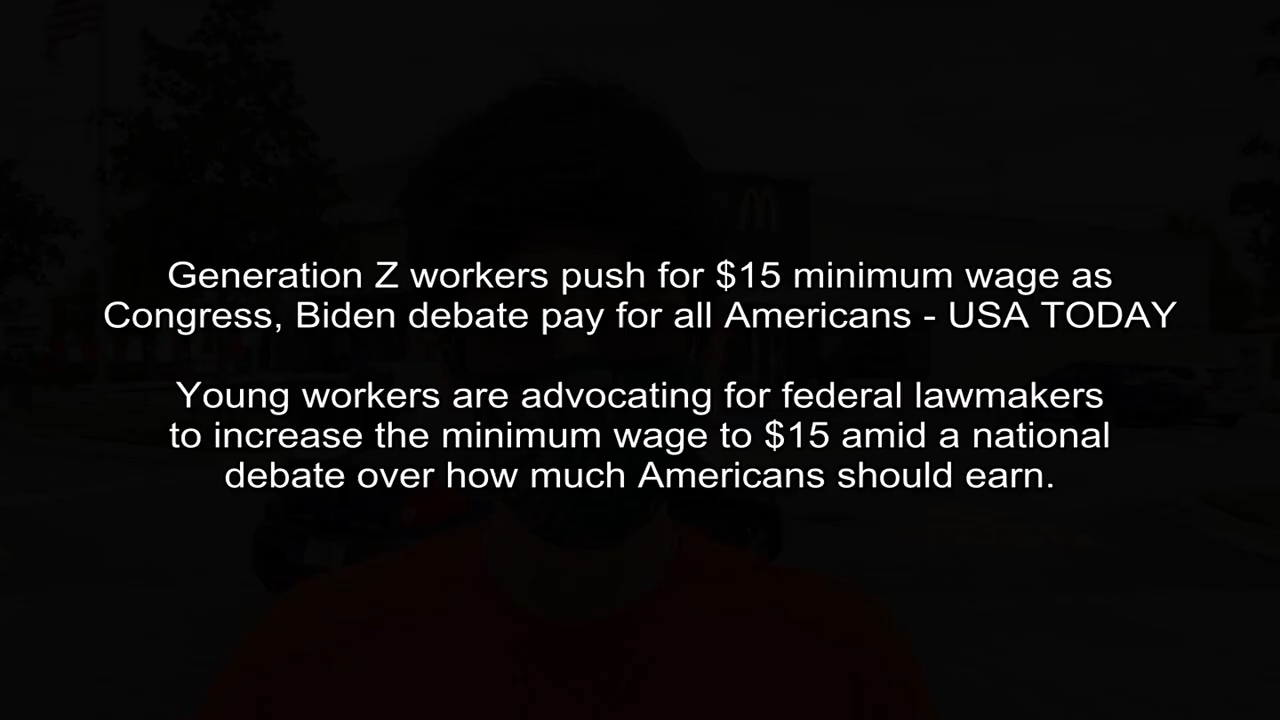 Generation Z workers push for $15 minimum wage as
Congress, Biden debate pay for all Americans - USA TODAY
Young workers are advocating for federal lawmakers
to increase the minimum wage to $15 amid a national
debate over how much Americans should earn.